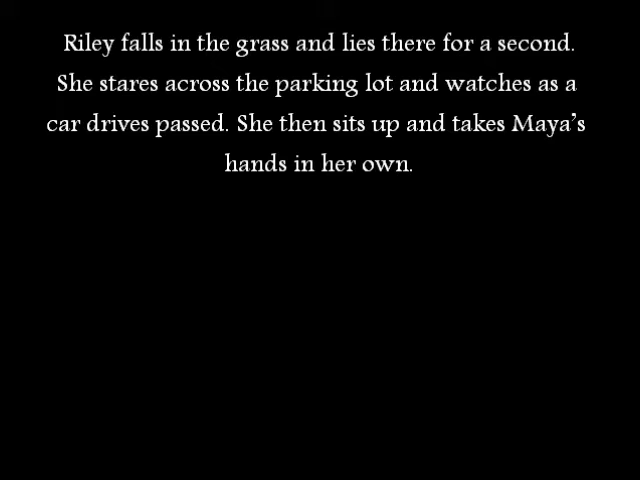 Riley falls in the grass and lies there for a second.
She stares across the parking lot and watches as a
car drives passed. She then sits up and takes Maya's
hands in her own.